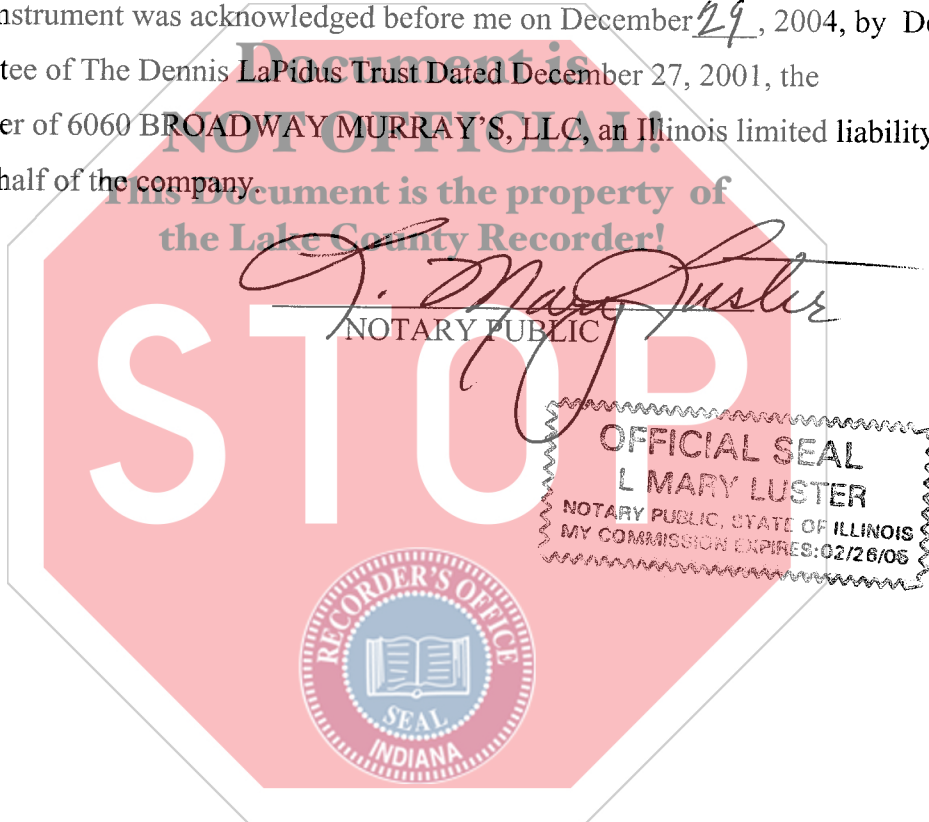 nstrument was acknowledged before me on December 29, 2004, by De
tee of The Dennis LaPidus Trust Dated December 27, 2001, the
er of 6060 BROADWAY MURRAY'S, LLC, an Illinois limited liability
half of the company.
Document is
NOT OFFICIAL!
This Document is the property of
the Lake County Recorder!
L. Mary Luster
NOTARY PUBLIC
STOP
OFFICIAL SEAL
L MARY LUSTER
NOTARY PUBLIC, STATE OF ILLINOIS
MY COMMISSION EXPIRES:02/26/06
RECORDER'S OFFICE
SEAL
INDIANA